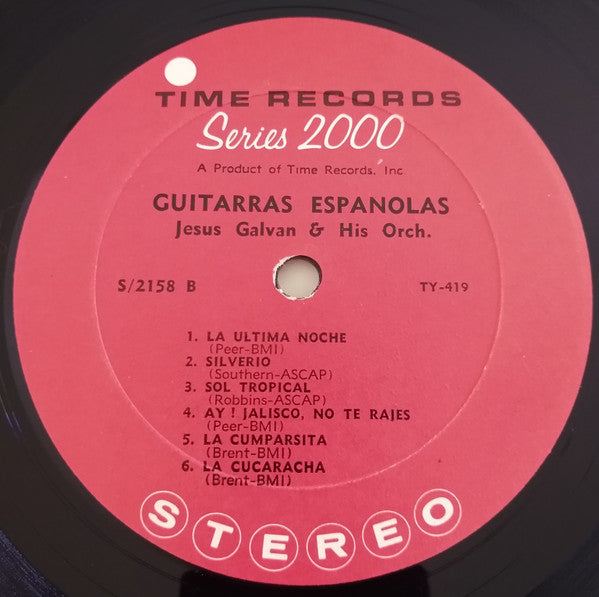 TIME RECORDS
Series 2000
A Product of Time Records, Inc
GUITARRAS ESPANOLAS
Jesus Galvan & His Orch.
S/2158 B TY-419
1. LA ULTIMA NOCHE
(Peer-BMI)
2. SILVERIO
(Southern-ASCAP)
3. SOL TROPICAL
(Robbins-ASCAP)
4. AY! JALISCO, NO TE RAJES
(Peer-BMI)
5. LA CUMPARSITA
(Brent-BMI)
6. LA CUCARACHA
(Brent-BMI)
STEREO